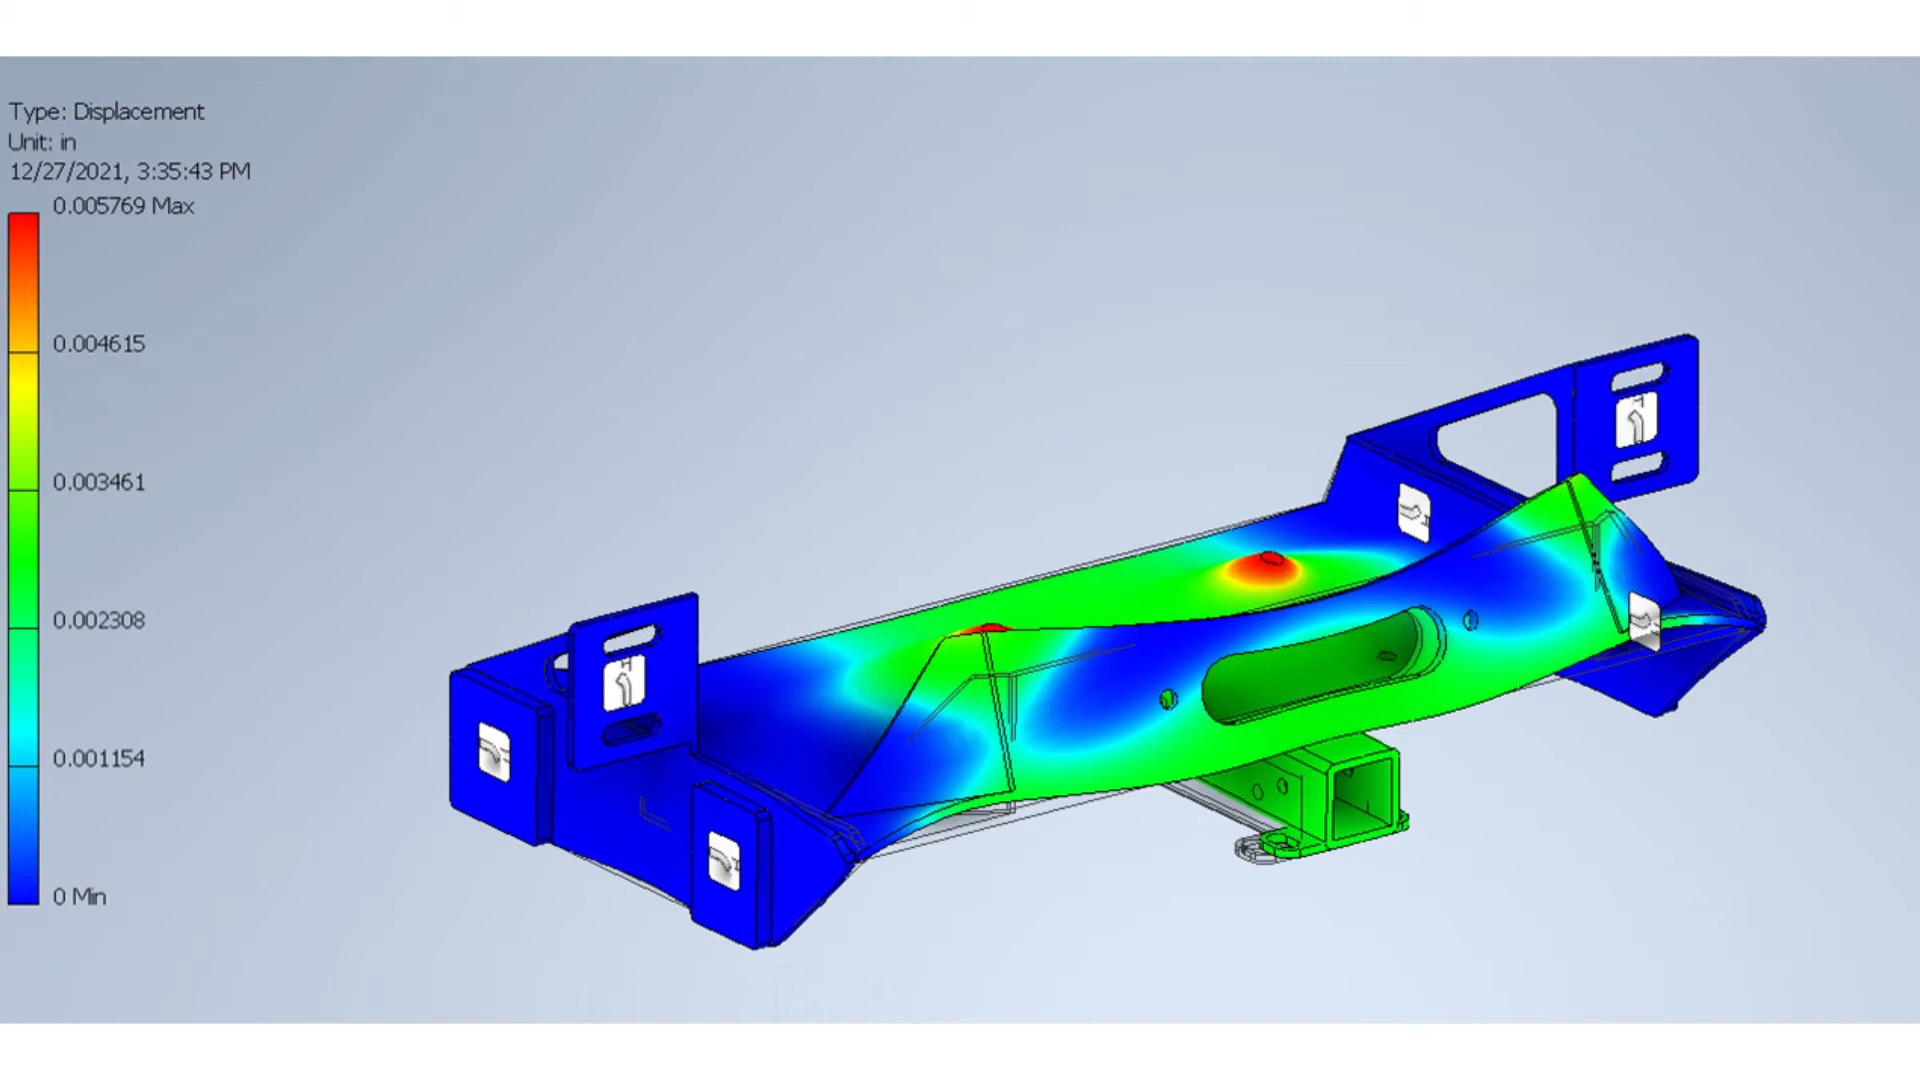 Type: Displacement
Unit: in
12/27/2021, 3:35:43 PM
0.005769 Max
0.004615
0.003461
0.002308
0.001154
0 Min